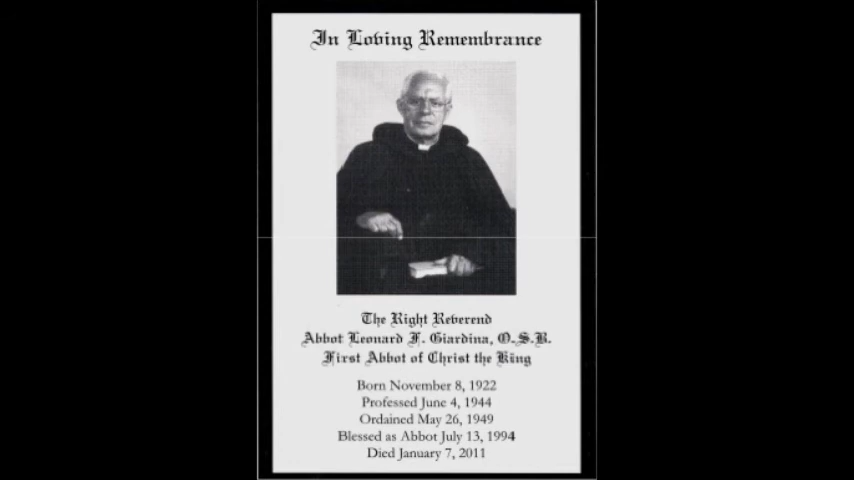 In Loving Remembrance
The Right Reverend
Abbot Leonard F. Giardina, O.S.B.
First Abbot of Christ the King
Born November 8, 1922
Professed June 4, 1944
Ordained May 26, 1949
Blessed as Abbot July 13, 1994
Died January 7, 2011